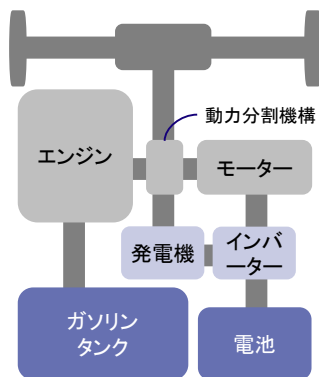 動力分割機構
エンジン
モーター
発電機
インバ
ーター
ガソリン
タンク
電池